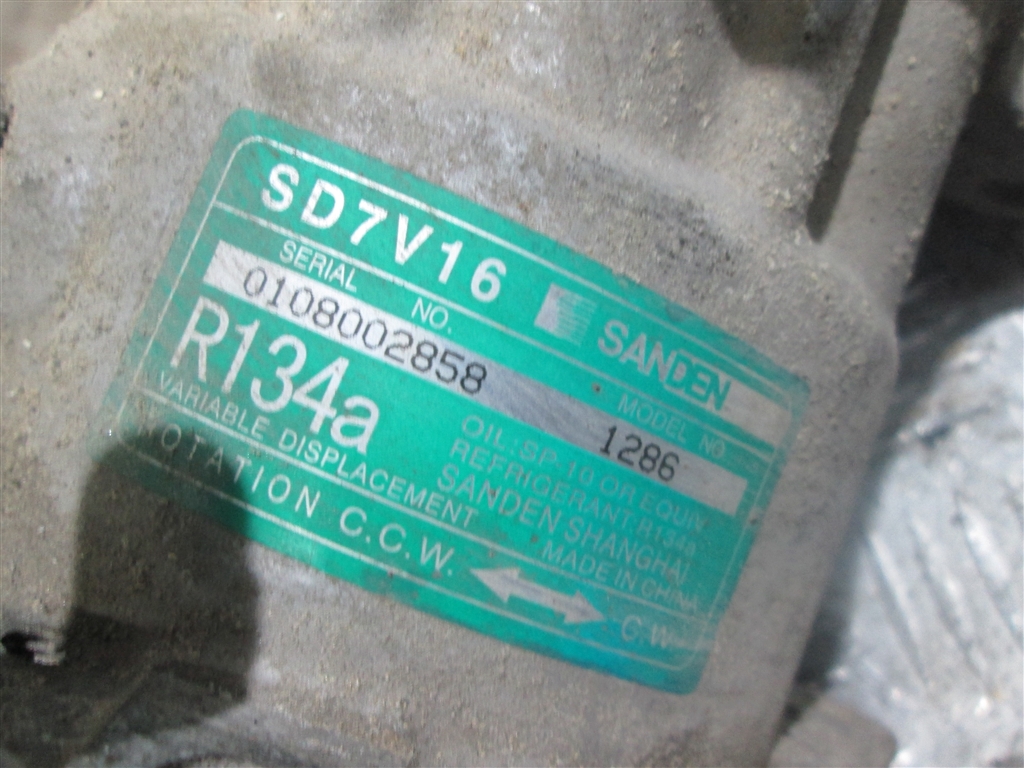 SD7V16 SANDEN
SERIAL NO. MODEL NO
0108002858 1286
R134a
VARIABLE DISPLACEMENT
OIL: SP-10 OR EQUIV
REFRIGERANT R134a
SANDEN SHANGHAI
MADE IN CHINA
ROTATION C.C.W. C.W.